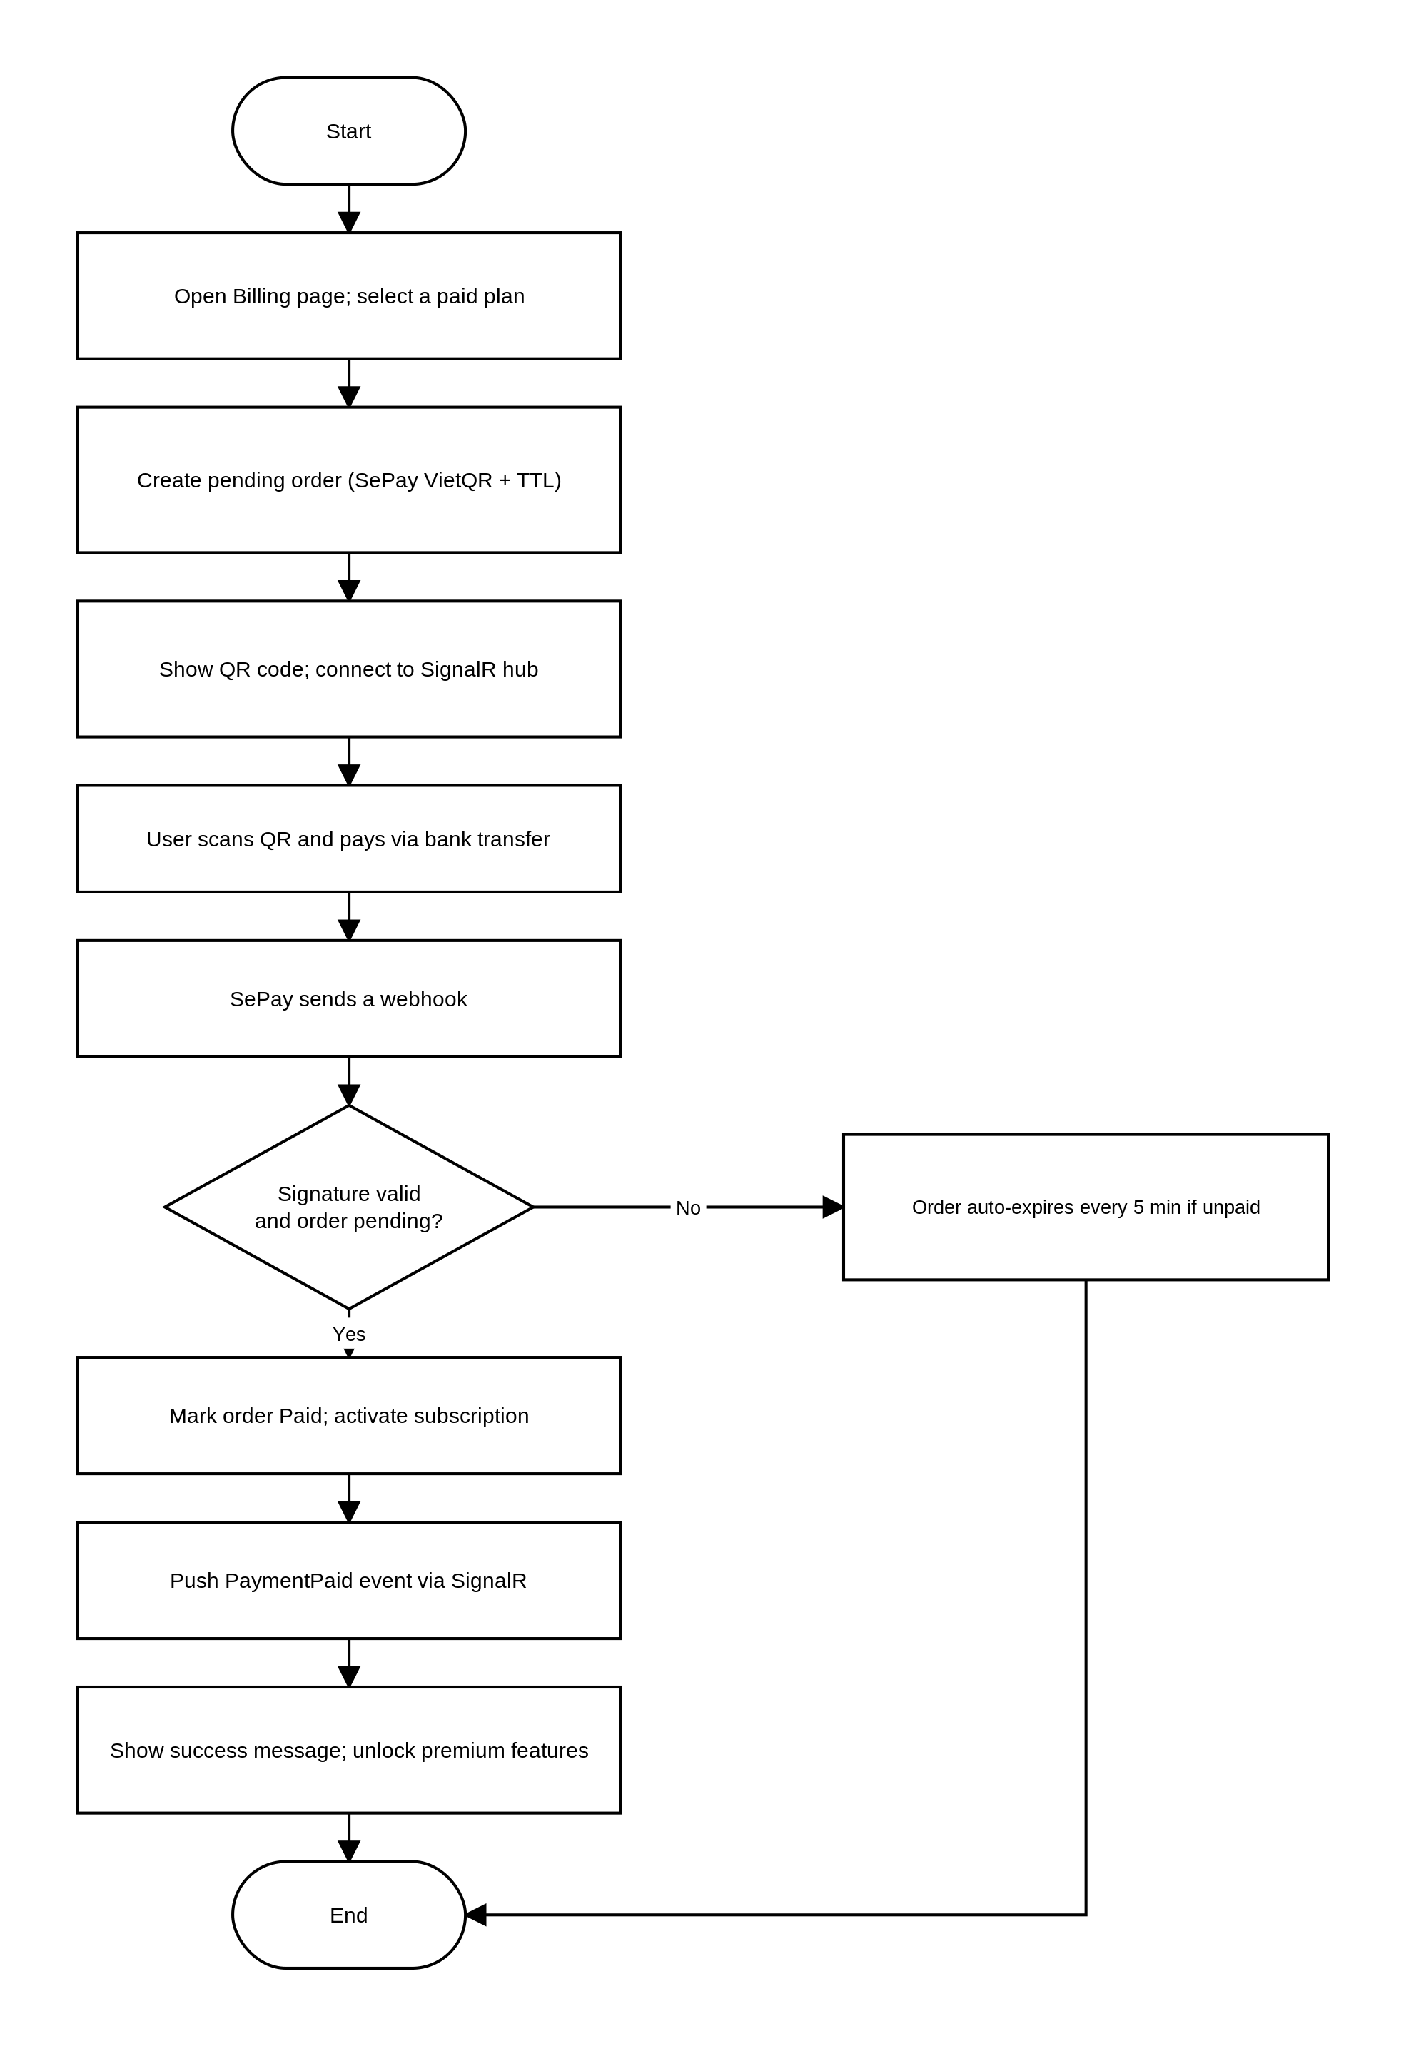 Start
Open Billing page; select a paid plan
Create pending order (SePay VietQR + TTL)
Show QR code; connect to SignalR hub
User scans QR and pays via bank transfer
SePay sends a webhook
Signature valid
and order pending?
No
Order auto-expires every 5 min if unpaid
Yes
Mark order Paid; activate subscription
Push PaymentPaid event via SignalR
Show success message; unlock premium features
End